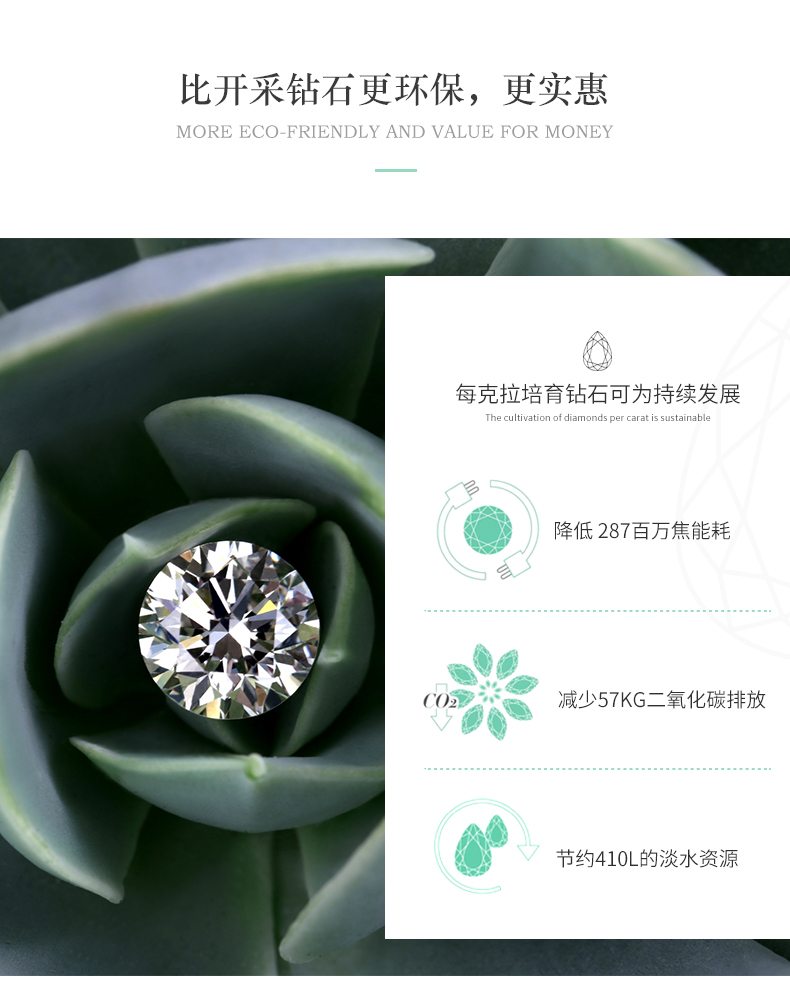 比开采钻石更环保，更实惠
MORE ECO-FRIENDLY AND VALUE FOR MONEY
每克拉培育钻石可为持续发展
The cultivation of diamonds per carat is sustainable
降低 287百万焦能耗
CO2
减少57KG二氧化碳排放
节约410L的淡水资源